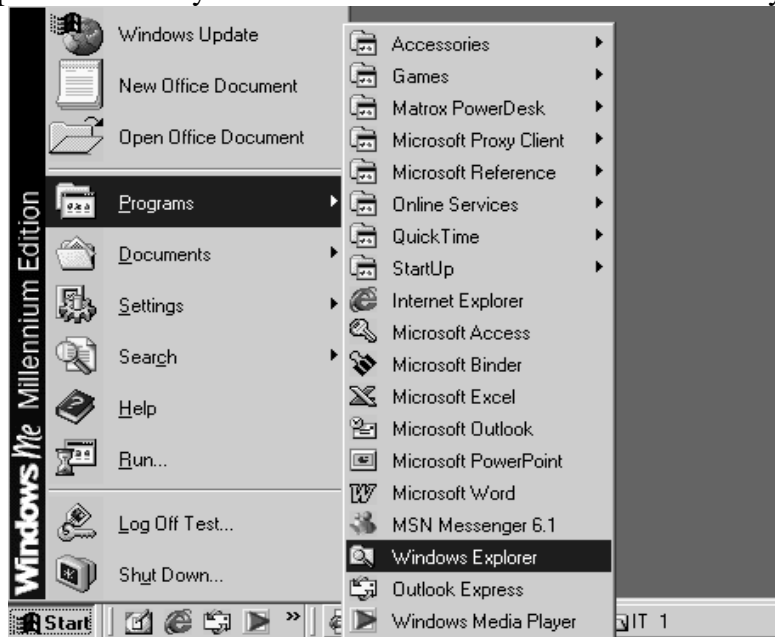 Windows Update
New Office Document
Open Office Document
Programs
Documents
Settings
Search
Help
Run...
Log Off Test...
Shut Down...
Windows Me Millennium Edition
Accessories
Games
Matrox PowerDesk
Microsoft Proxy Client
Microsoft Reference
Online Services
QuickTime
StartUp
Internet Explorer
Microsoft Access
Microsoft Binder
Microsoft Excel
Microsoft Outlook
Microsoft PowerPoint
Microsoft Word
MSN Messenger 6.1
Windows Explorer
Outlook Express
Windows Media Player
Start
»
IT 1